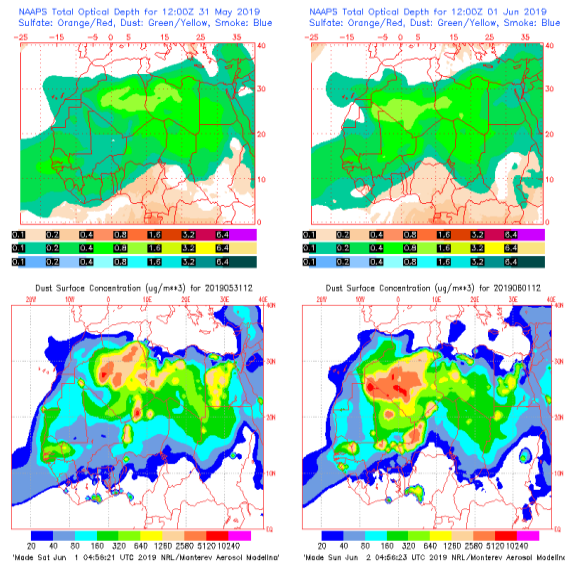 NAAPS Total Optical Depth for 12:00Z 31 May 2019
Sulfate: Orange/Red, Dust: Green/Yellow, Smoke: Blue
-25 -15 -5 0 5 15 25 35
40
30
20
10
0
0.1 0.2 0.4 0.8 1.6 3.2 6.4
0.1 0.2 0.4 0.8 1.6 3.2 6.4
0.1 0.2 0.4 0.8 1.6 3.2 6.4
NAAPS Total Optical Depth for 12:00Z 01 Jun 2019
Sulfate: Orange/Red, Dust: Green/Yellow, Smoke: Blue
-25 -15 -5 0 5 15 25 35
40
30
20
10
0
0.1 0.2 0.4 0.8 1.6 3.2 6.4
0.1 0.2 0.4 0.8 1.6 3.2 6.4
0.1 0.2 0.4 0.8 1.6 3.2 6.4
Dust Surface Concentration (ug/m**3) for 2019053112
20W 10W 0 10E 20E 30E 40E
40N
30N
20N
10N
EQ
20 40 80 160 320 640 1280 2560 5120 10240
'Made Sat Jun 1 04:56:21 UTC 2019 NRL/Monterey Aerosol Modeling'
Dust Surface Concentration (ug/m**3) for 2019060112
20W 10W 0 10E 20E 30E 40E
40N
30N
20N
10N
EQ
20 40 80 160 320 640 1280 2560 5120 10240
'Made Sun Jun 2 04:56:23 UTC 2019 NRL/Monterey Aerosol Modeling'